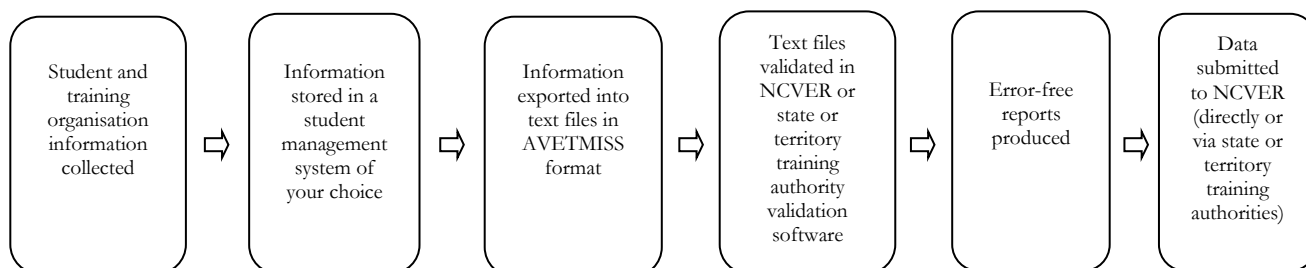 Student and
training
organisation
information
collected
Information
stored in a
student
management
system of
your choice
Information
exported into
text files in
AVETMISS
format
Text files
validated in
NCVER or
state or
territory
training
authority
validation
software
Error-free
reports
produced
Data
submitted
to NCVER
(directly or
via state or
territory
training
authorities)